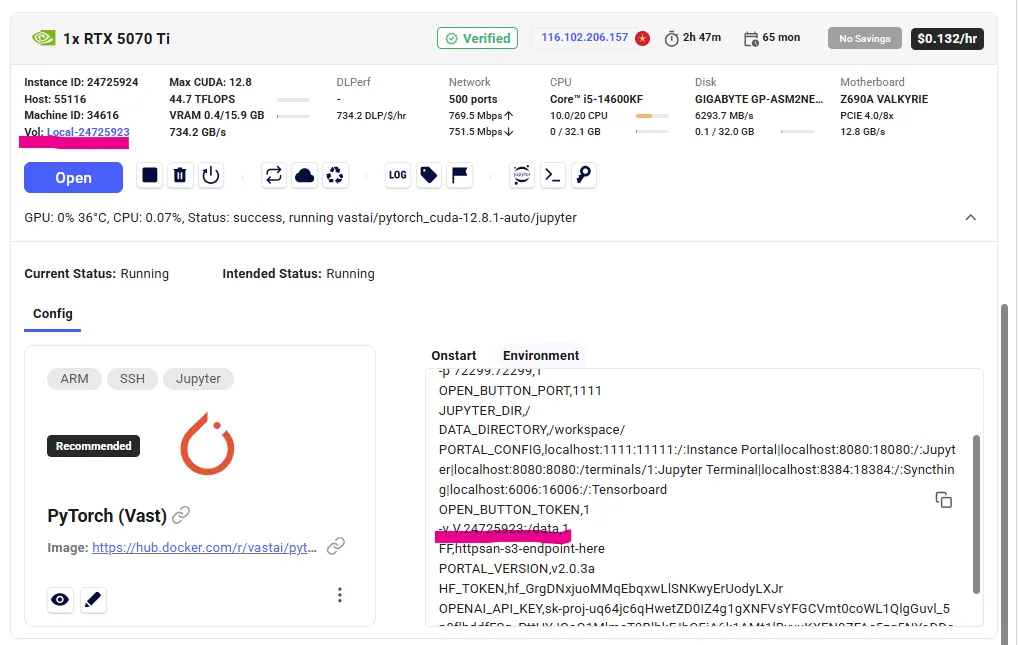 1x RTX 5070 Ti
Verified
116.102.206.157
2h 47m
65 mon
No Savings
$0.132/hr
Instance ID: 24725924
Host: 55116
Machine ID: 34616
Vol: Local-24725923
Max CUDA: 12.8
44.7 TFLOPS
VRAM 0.4/15.9 GB
734.2 GB/s
DLPerf
-
734.2 DLP/$/hr
Network
500 ports
769.5 Mbps↑
751.5 Mbps↓
CPU
Core™ i5-14600KF
10.0/20 CPU
0 / 32.1 GB
Disk
GIGABYTE GP-ASM2NE...
6293.7 MB/s
0.1 / 32.0 GB
Motherboard
Z690A VALKYRIE
PCIE 4.0/8x
12.8 GB/s
Open
LOG
jupyter
GPU: 0% 36°C, CPU: 0.07%, Status: success, running vastai/pytorch_cuda-12.8.1-auto/jupyter
Current Status: Running
Intended Status: Running
Config
ARM
SSH
Jupyter
Recommended
PyTorch (Vast)
Image: https://hub.docker.com/r/vastai/pyt...
Onstart
Environment
-p 72299:72299,1
OPEN_BUTTON_PORT,1111
JUPYTER_DIR,/
DATA_DIRECTORY,/workspace/
PORTAL_CONFIG,localhost:1111:11111:/:Instance Portal|localhost:8080:18080:/:Jupyt
er|localhost:8080:8080:/terminals/1:Jupyter Terminal|localhost:8384:18384:/:Syncthin
g|localhost:6006:16006:/:Tensorboard
OPEN_BUTTON_TOKEN,1
-v V.24725923:/data,1
FF,httpsan-s3-endpoint-here
PORTAL_VERSION,v2.0.3a
HF_TOKEN,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
OPENAI_API_KEY,sk-proj-uq64jc6qHwetZD0IZ4g1gXNFVsYFGCVmt0coWL1QlgGuvl_5